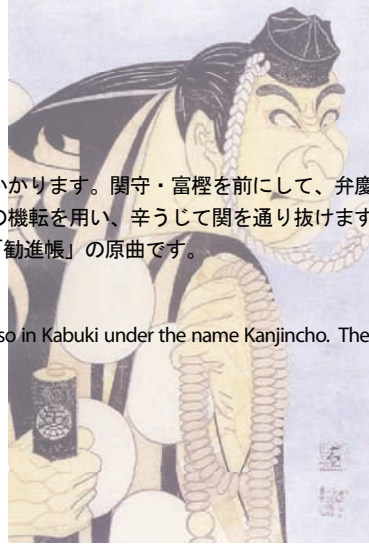 かかります。関守・富樫を前にして、弁慶
の機転を用い、辛うじて関を通り抜けます
「勧進帳」の原曲です。
so in Kabuki under the name Kanjincho. The